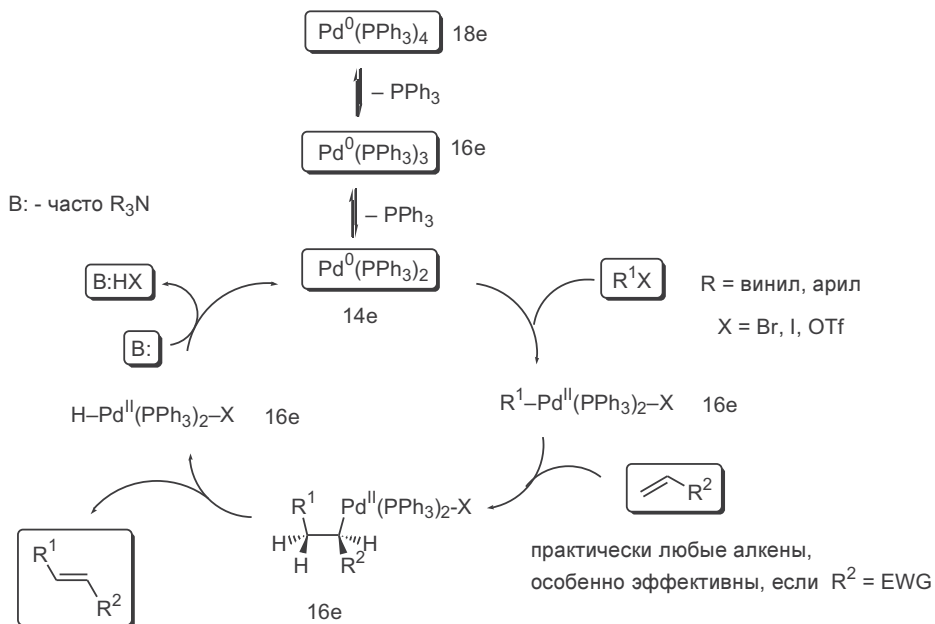 Pd⁰(PPh₃)₄ 18e
– PPh₃
Pd⁰(PPh₃)₃ 16e
B: - часто R₃N
– PPh₃
Pd⁰(PPh₃)₂
14e
B:HX
R¹X
R = винил, арил
X = Br, I, OTf
B:
H–Pdᴵᴵ(PPh₃)₂–X 16e
R¹–Pdᴵᴵ(PPh₃)₂–X 16e
R²
R¹
Pdᴵᴵ(PPh₃)₂-X
H
H
R²
H
16e
R¹
R²
практически любые алкены,
особенно эффективны, если R² = EWG